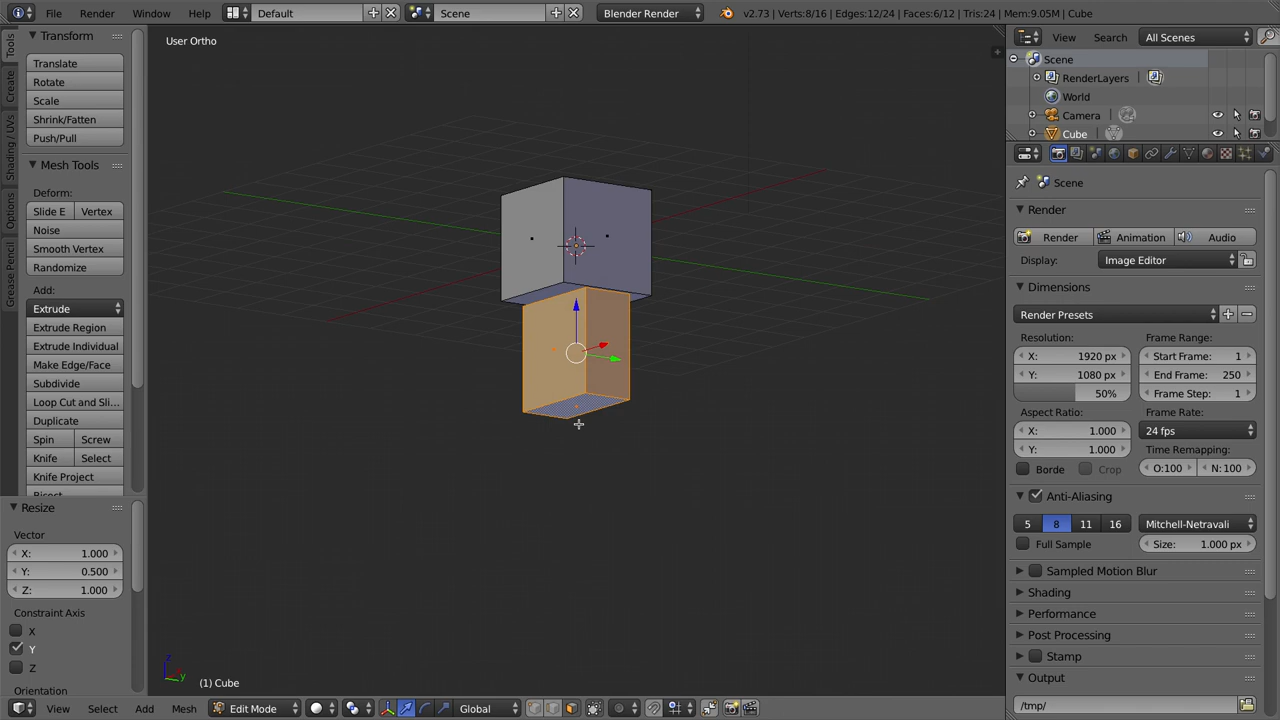 File Render Window Help Default Scene Blender Render v2.73 | Verts:8/16 | Edges:12/24 | Faces:6/12 | Tris:24 | Mem:9.05M | Cube
Tools
Create
Shading / UVs
Options
Grease Pencil
Transform
Translate
Rotate
Scale
Shrink/Fatten
Push/Pull
Mesh Tools
Deform:
Slide E Vertex
Noise
Smooth Vertex
Randomize
Add:
Extrude
Extrude Region
Extrude Individual
Make Edge/Face
Subdivide
Loop Cut and Sli...
Duplicate
Spin Screw
Knife Select
Knife Project
Bisect
Resize
Vector
X: 1.000
Y: 0.500
Z: 1.000
Constraint Axis
X
Y
Z
Orientation
User Ortho
z
y
(1) Cube
View Select Add Mesh Edit Mode Global
View Search All Scenes
Scene
RenderLayers
World
Camera
Cube
Scene
Render
Render Animation Audio
Display: Image Editor
Dimensions
Render Presets
Resolution: Frame Range:
X: 1920 px Start Frame: 1
Y: 1080 px End Frame: 250
50% Frame Step: 1
Aspect Ratio: Frame Rate:
X: 1.000 24 fps
Y: 1.000 Time Remapping:
Borde Crop O:100 N: 100
Anti-Aliasing
5 8 11 16 Mitchell-Netravali
Full Sample Size: 1.000 px
Sampled Motion Blur
Shading
Performance
Post Processing
Stamp
Output
/tmp/